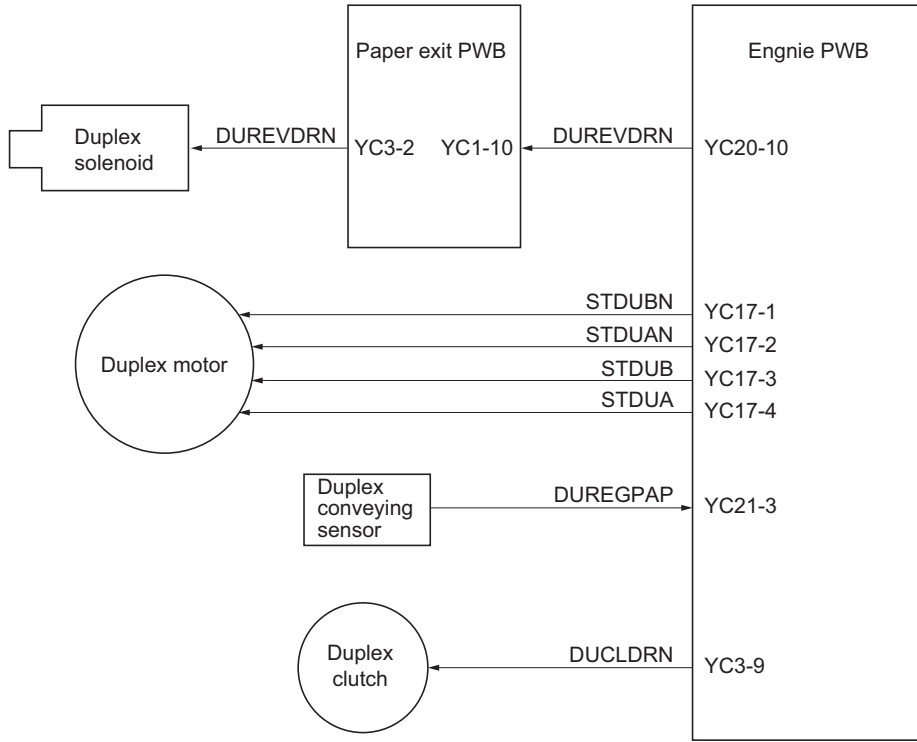 Paper exit PWB
Engnie PWB
Duplex
solenoid
DUREVDRN
YC3-2
YC1-10
DUREVDRN
YC20-10
Duplex motor
STDUBN
YC17-1
STDUAN
YC17-2
STDUB
YC17-3
STDUA
YC17-4
Duplex
conveying
sensor
DUREGPAP
YC21-3
Duplex
clutch
DUCLDRN
YC3-9